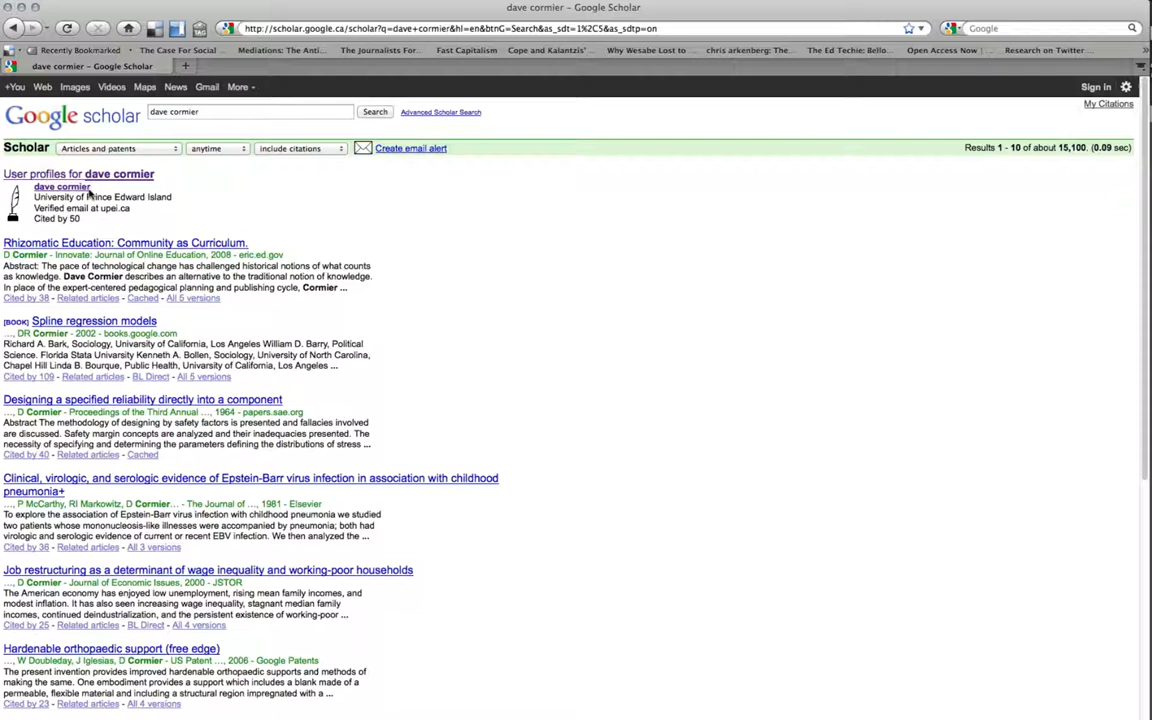 dave cormier
http://scholar.google.ca/scholar?q=dave+cormier&hl=en&btnG=Search&as_sdt=1%2C5&as_sdtp=on
Google
Recently Bookmarked The Case For Social ... Mediations: The Anti... The Journalists For... Fast Capitalism Cope and Kalantzis' ... Why Wesabe Lost to ... chris arkenberg: The... The Ed Techie: Bello... Open Access Now Research on Twitter...
dave cormier – Google Scholar
+You Web Images Videos Maps News Gmail More Sign in
My Citations
Google scholar dave cormier Search Advanced Scholar Search
Scholar Articles and patents anytime include citations Create email alert Results 1 - 10 of about 15,100. (0.09 sec)
User profiles for dave cormier
dave cormier
University of Prince Edward Island
Verified email at upei.ca
Cited by 50
Rhizomatic Education: Community as Curriculum.
D Cormier - Innovate: Journal of Online Education, 2008 - eric.ed.gov
Abstract: The pace of technological change has challenged historical notions of what counts
as knowledge. Dave Cormier describes an alternative to the traditional notion of knowledge.
In place of the expert-centered pedagogical planning and publishing cycle, Cormier ...
Cited by 38 - Related articles - Cached - All 5 versions
[BOOK] Spline regression models
..., DR Cormier - 2002 - books.google.com
Richard A. Bark, Sociology, University of California, Los Angeles William D. Barry, Political
Science. Florida Stata University Kenneth A. Bollen, Sociology, University of North Carolina,
Chapel Hill Linda B. Bourque, Public Health, University of California, Los Angeles ...
Cited by 109 - Related articles - BL Direct - All 5 versions
Designing a specified reliability directly into a component
..., D Cormier - Proceedings of the Third Annual ..., 1964 - papers.sae.org
Abstract The methodology of designing by safety factors is presented and fallacies involved
are discussed. Safety margin concepts are analyzed and their inadequacies presented. The
necessity of specifying and determining the parameters defining the distributions of stress ...
Cited by 40 - Related articles - Cached
Clinical, virologic, and serologic evidence of Epstein-Barr virus infection in association with childhood
pneumonia+
..., P McCarthy, RI Markowitz, D Cormier... - The Journal of ..., 1981 - Elsevier
To explore the association of Epstein-Barr virus infection with childhood pneumonia we studied
two patients whose mononucleosis-like illnesses were accompanied by pneumonia; both had
virologic and serologic evidence of current or recent EBV infection. We then analyzed the ...
Cited by 36 - Related articles - All 3 versions
Job restructuring as a determinant of wage inequality and working-poor households
..., D Cormier - Journal of Economic Issues, 2000 - JSTOR
The American economy has enjoyed low unemployment, rising mean family incomes, and
modest inflation. It has also seen increasing wage inequality, stagnant median family
incomes, continued deindustrialization, and the persistent existence of working-poor ...
Cited by 25 - Related articles - BL Direct - All 4 versions
Hardenable orthopaedic support (free edge)
..., W Doubleday, J Iglesias, D Cormier - US Patent ..., 2006 - Google Patents
The present invention provides improved hardenable orthopaedic supports and methods of
making the same. One embodiment provides a support which includes a blank made of a
permeable, flexible material and including a structural region impregnated with a ...
Cited by 23 - Related articles - All 4 versions